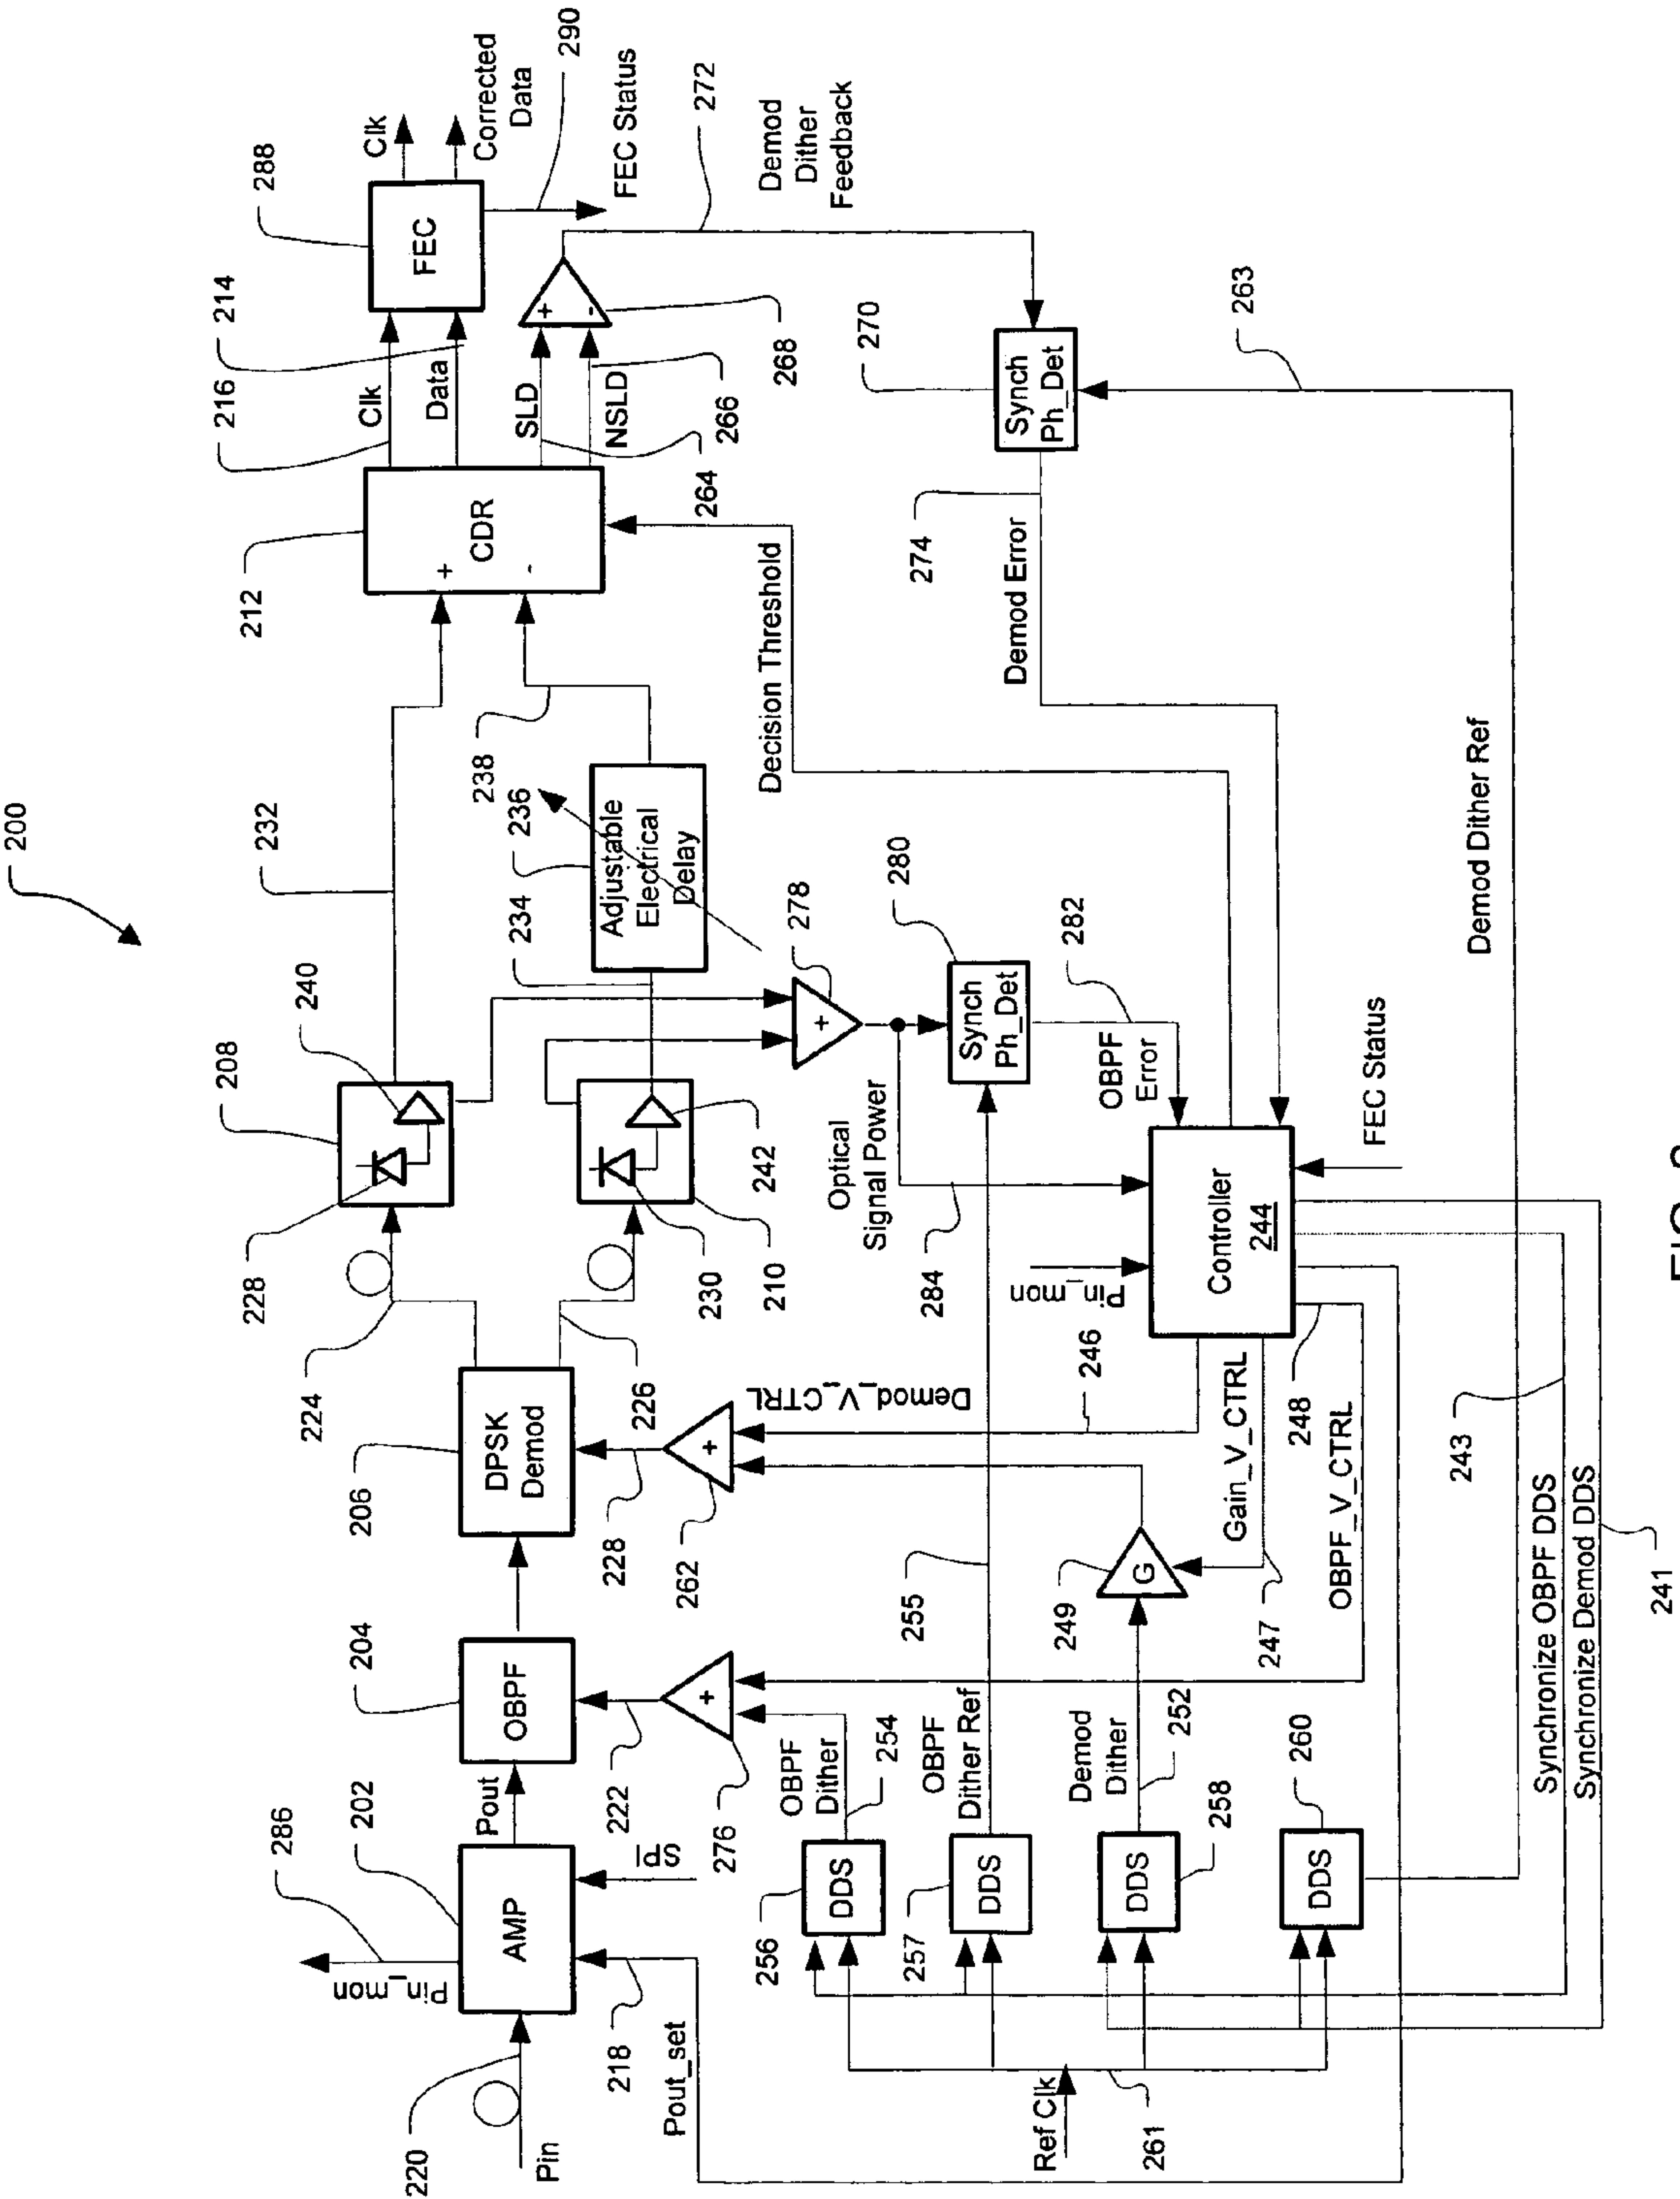 200
286
Pin_mon
202
AMP
220
Pin
218
Pout_set
SPI
Pout
204
OBPF
222
276
206
DPSK
Demod
228
262
Demod_V_CTRL
224
226
208
228
240
210
230
242
232
234
236
Adjustable
Electrical
Delay
238
212
CDR
+
-
216
214
Clk
Data
SLD
NSLD
264
266
268
+
-
288
FEC
Clk
Corrected
Data
290
FEC Status
272
Demod
Dither
Feedback
270
Synch
Ph_Det
263
274
Demod Error
Decision Threshold
278
+
280
Synch
Ph_Det
282
OBPF
Error
Optical
Signal Power
284
Pin_mon
Controller
244
FEC Status
246
Gain_V_CTRL
247
248
OBPF_V_CTRL
249
G
+
+
255
OBPF
Dither
254
256
DDS
OBPF
Dither Ref
257
DDS
Demod
Dither
252
258
DDS
260
DDS
Ref Clk
261
Demod Dither Ref
243
Synchronize OBPF DDS
Synchronize Demod DDS
241